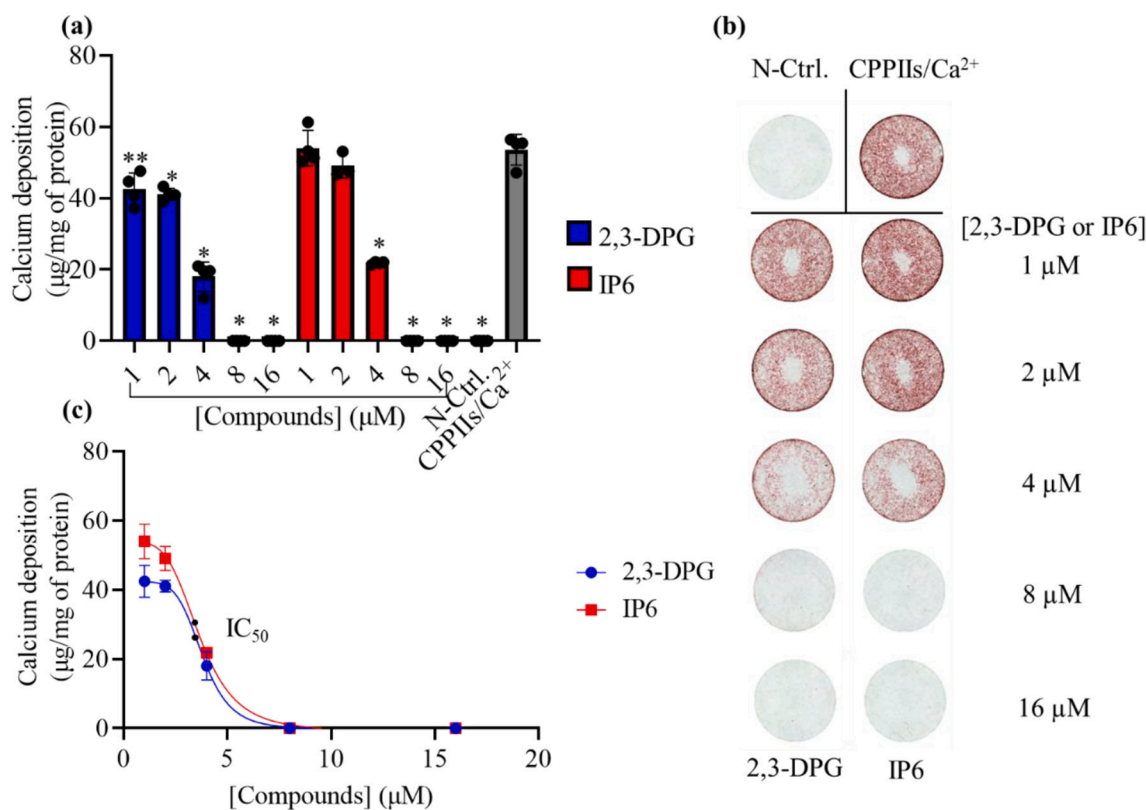 (a)
Calcium deposition
(μg/mg of protein)
80
60
40
20
0
** * * * * * * * *
1 2 4 8 16 1 2 4 8 16 N-Ctrl. CPPIIs/Ca²⁺
[Compounds] (μM)
2,3-DPG
IP6
(b)
N-Ctrl. CPPIIs/Ca²⁺
[2,3-DPG or IP6]
1 μM
2 μM
4 μM
8 μM
16 μM
2,3-DPG IP6
(c)
Calcium deposition
(μg/mg of protein)
80
60
40
20
0
IC₅₀
0 5 10 15 20
[Compounds] (μM)
2,3-DPG
IP6